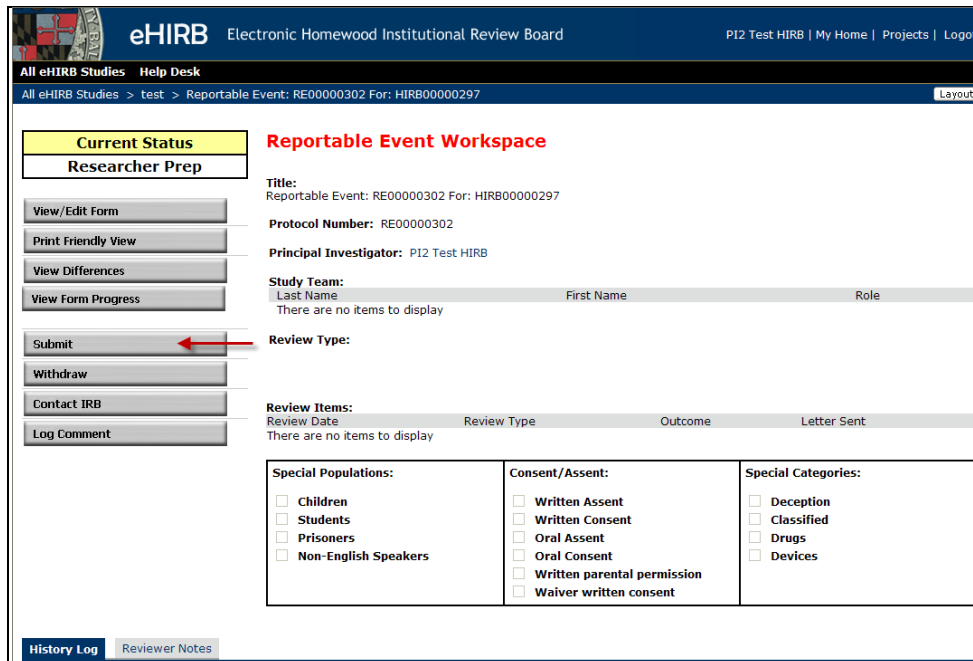 eHIRB Electronic Homewood Institutional Review Board PI2 Test HIRB | My Home | Projects | Logo
All eHIRB Studies Help Desk
All eHIRB Studies > test > Reportable Event: RE00000302 For: HIRB00000297 Layout
Current Status
Researcher Prep
View/Edit Form
Print Friendly View
View Differences
View Form Progress
Submit
Withdraw
Contact IRB
Log Comment
Reportable Event Workspace
Title:
Reportable Event: RE00000302 For: HIRB00000297
Protocol Number: RE00000302
Principal Investigator: PI2 Test HIRB
Study Team:
Last Name First Name Role
There are no items to display
Review Type:
Review Items:
Review Date Review Type Outcome Letter Sent
There are no items to display
Special Populations:
Children
Students
Prisoners
Non-English Speakers
Consent/Assent:
Written Assent
Written Consent
Oral Assent
Oral Consent
Written parental permission
Waiver written consent
Special Categories:
Deception
Classified
Drugs
Devices
History Log Reviewer Notes